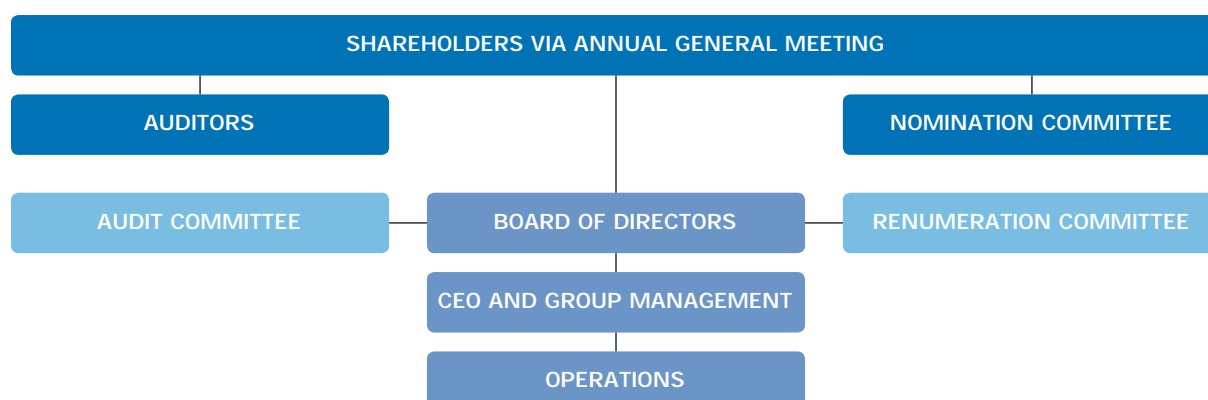 SHAREHOLDERS VIA ANNUAL GENERAL MEETING
AUDITORS
NOMINATION COMMITTEE
AUDIT COMMITTEE
BOARD OF DIRECTORS
RENUMERATION COMMITTEE
CEO AND GROUP MANAGEMENT
OPERATIONS